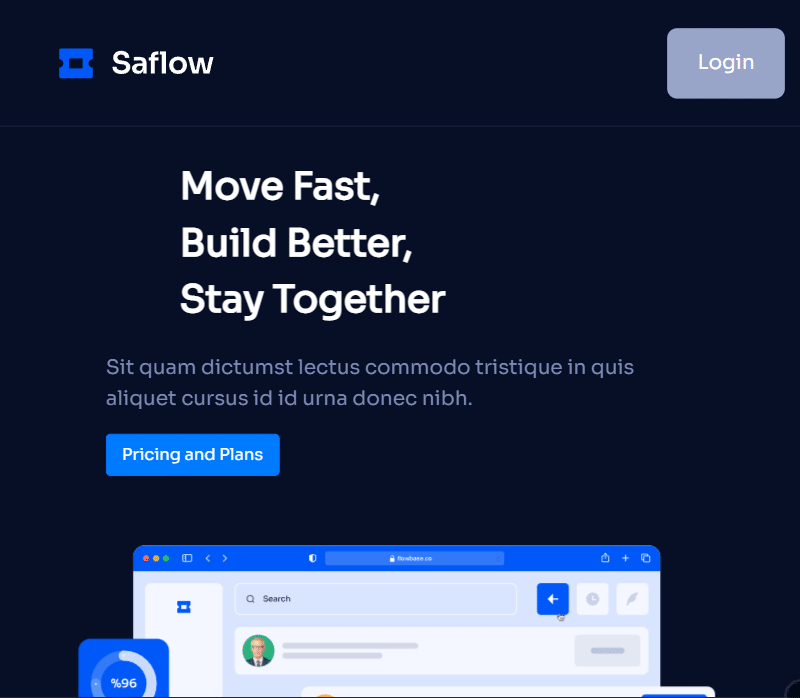 Saflow
Login
Move Fast,
Build Better,
Stay Together
Sit quam dictumst lectus commodo tristique in quis
aliquet cursus id id urna donec nibh.
Pricing and Plans
flowbase.co
Search
%96